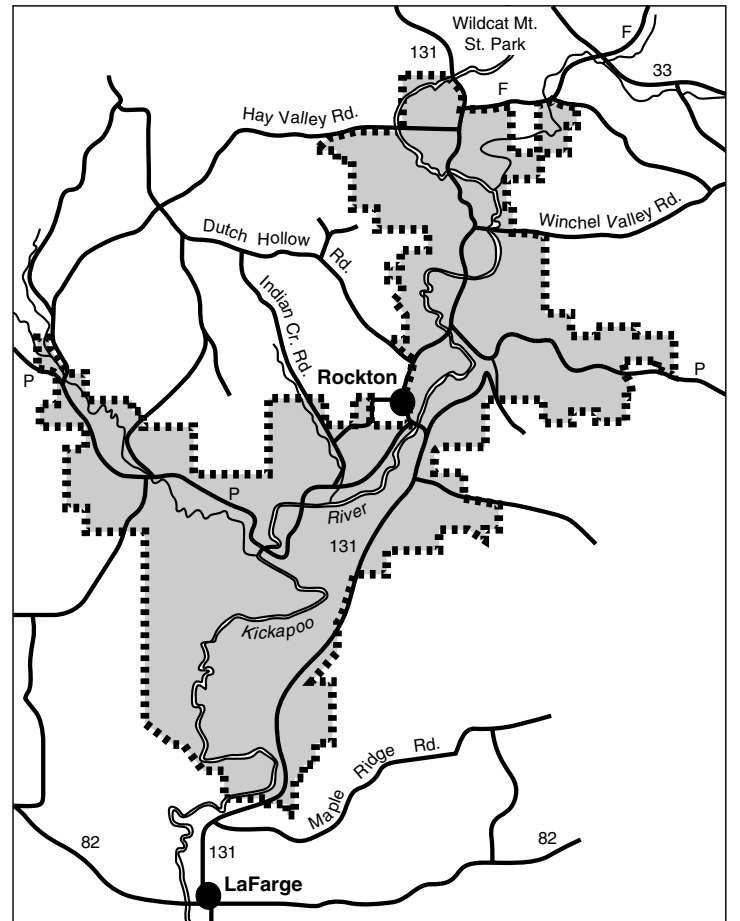 Wildcat Mt.
St. Park
131
F
F
33
Hay Valley Rd.
Dutch Hollow Rd.
Winchel Valley Rd.
Indian Cr. Rd.
Rockton
P
P
P
River
131
Kickapoo
Maple Ridge Rd.
82
131
82
LaFarge